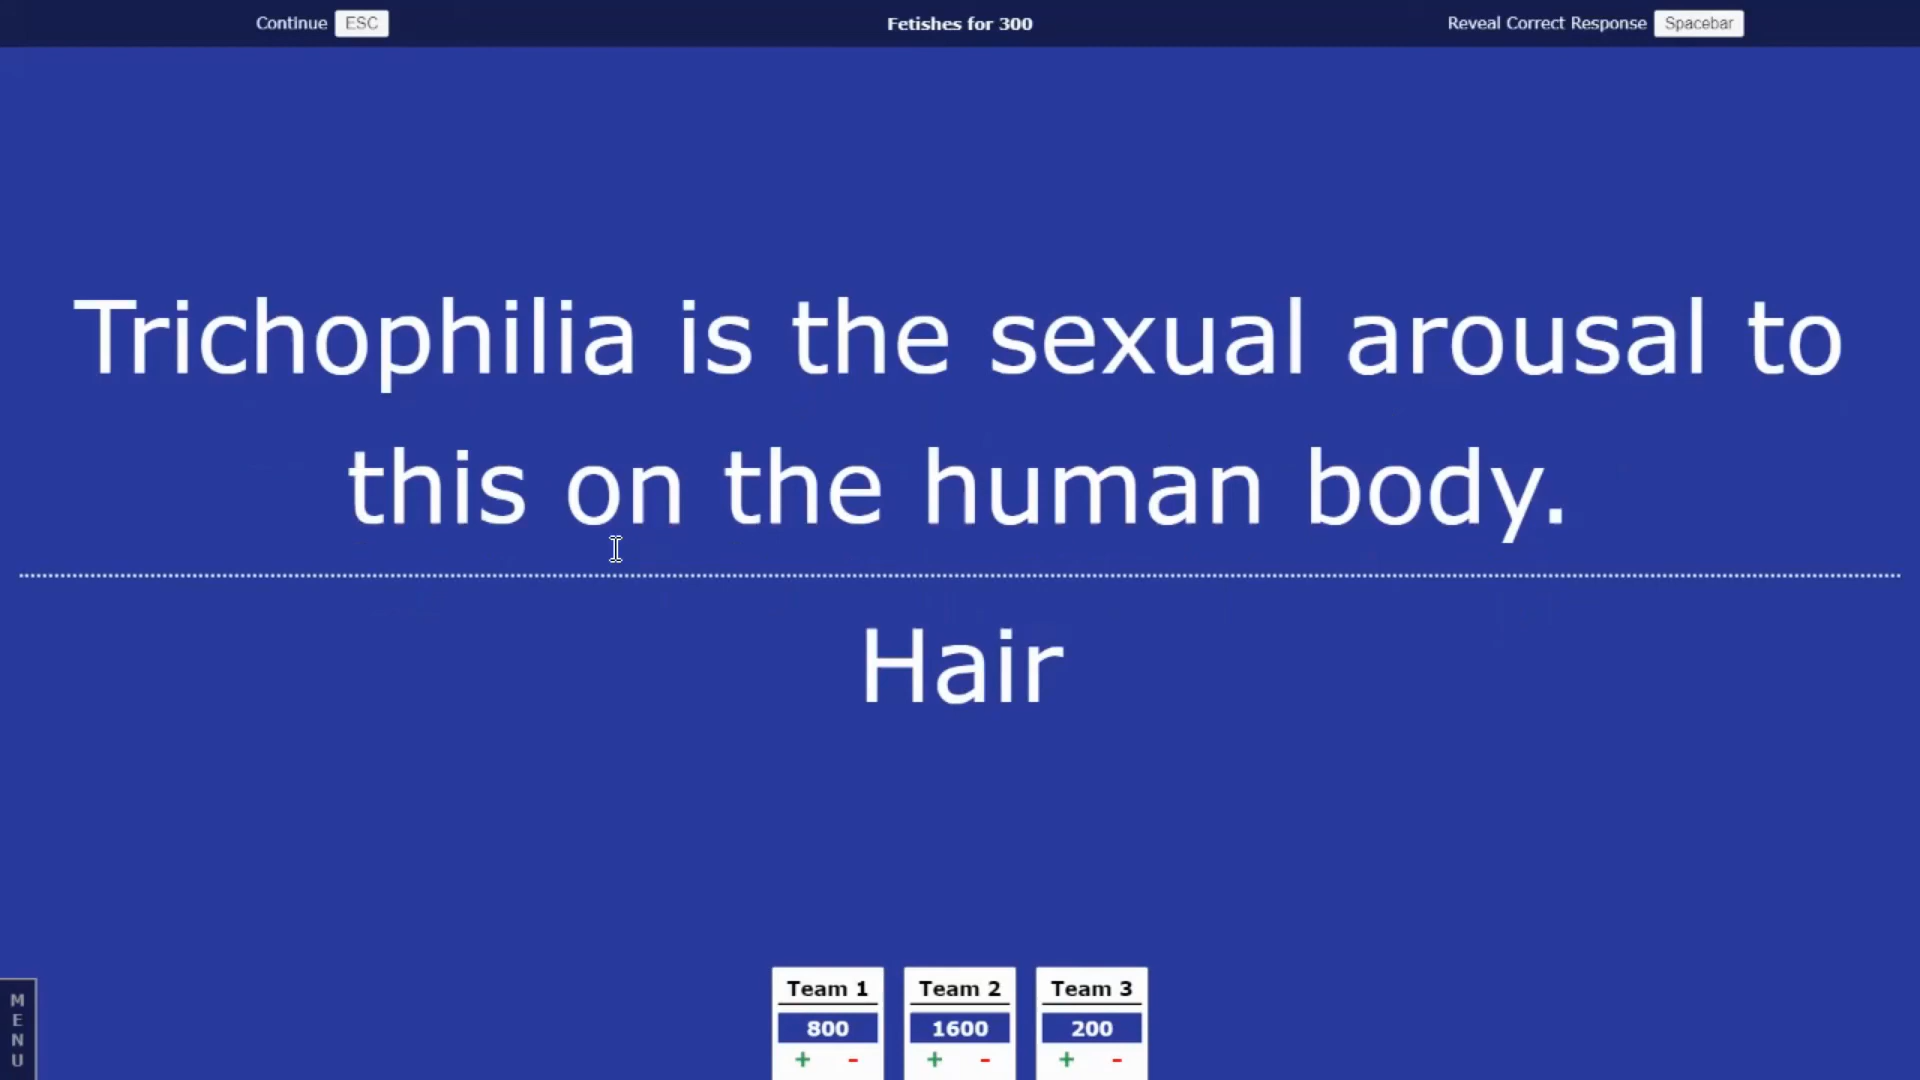 Continue ESC Fetishes for 300 Reveal Correct Response Spacebar
Trichophilia is the sexual arousal to
this on the human body.
Hair
Team 1 Team 2 Team 3
800 1600 200
+ - + - + -
MENU